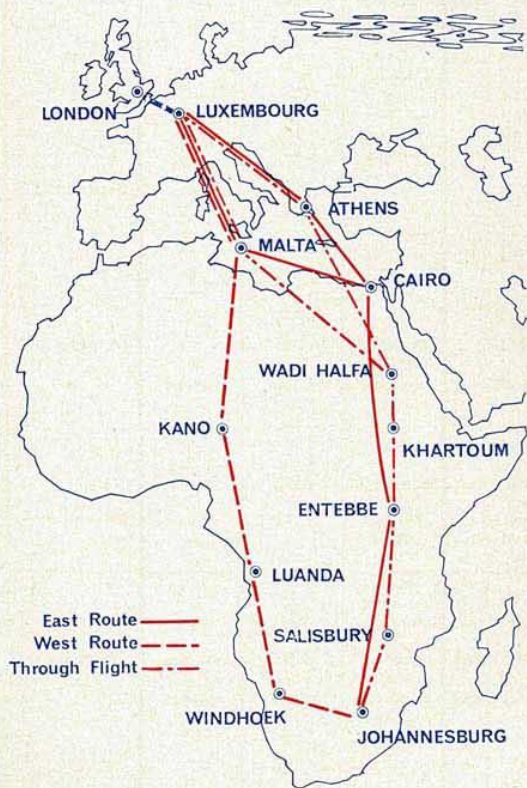 LONDON
LUXEMBOURG
ATHENS
MALTA
CAIRO
WADI HALFA
KANO
KHARTOUM
ENTEBBE
LUANDA
East Route
West Route
SALISBURY
Through Flight
WINDHOEK
JOHANNESBURG